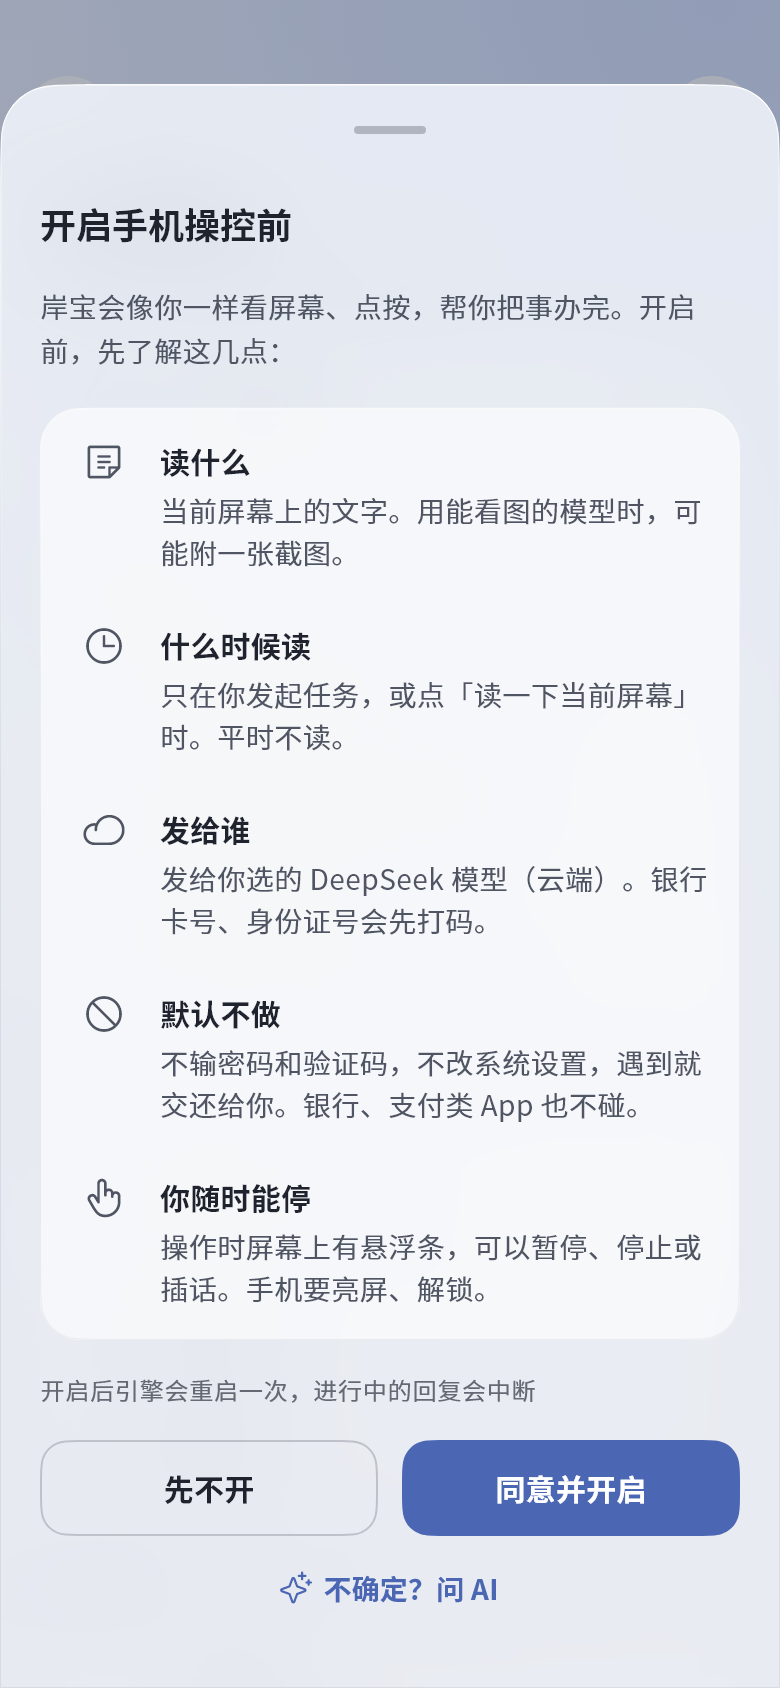 开启手机操控前
岸宝会像你一样看屏幕、点按，帮你把事办完。开启
前，先了解这几点：
读什么
当前屏幕上的文字。用能看图的模型时，可
能附一张截图。
什么时候读
只在你发起任务，或点「读一下当前屏幕」
时。平时不读。
发给谁
发给你选的 DeepSeek 模型（云端）。银行
卡号、身份证号会先打码。
默认不做
不输密码和验证码，不改系统设置，遇到就
交还给你。银行、支付类 App 也不碰。
你随时能停
操作时屏幕上有悬浮条，可以暂停、停止或
插话。手机要亮屏、解锁。
开启后引擎会重启一次，进行中的回复会中断
先不开
同意并开启
不确定？问 AI